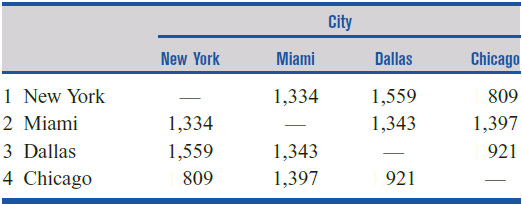 City
New York Miami Dallas Chicago
1 New York — 1,334 1,559 809
2 Miami 1,334 — 1,343 1,397
3 Dallas 1,559 1,343 — 921
4 Chicago 809 1,397 921 —